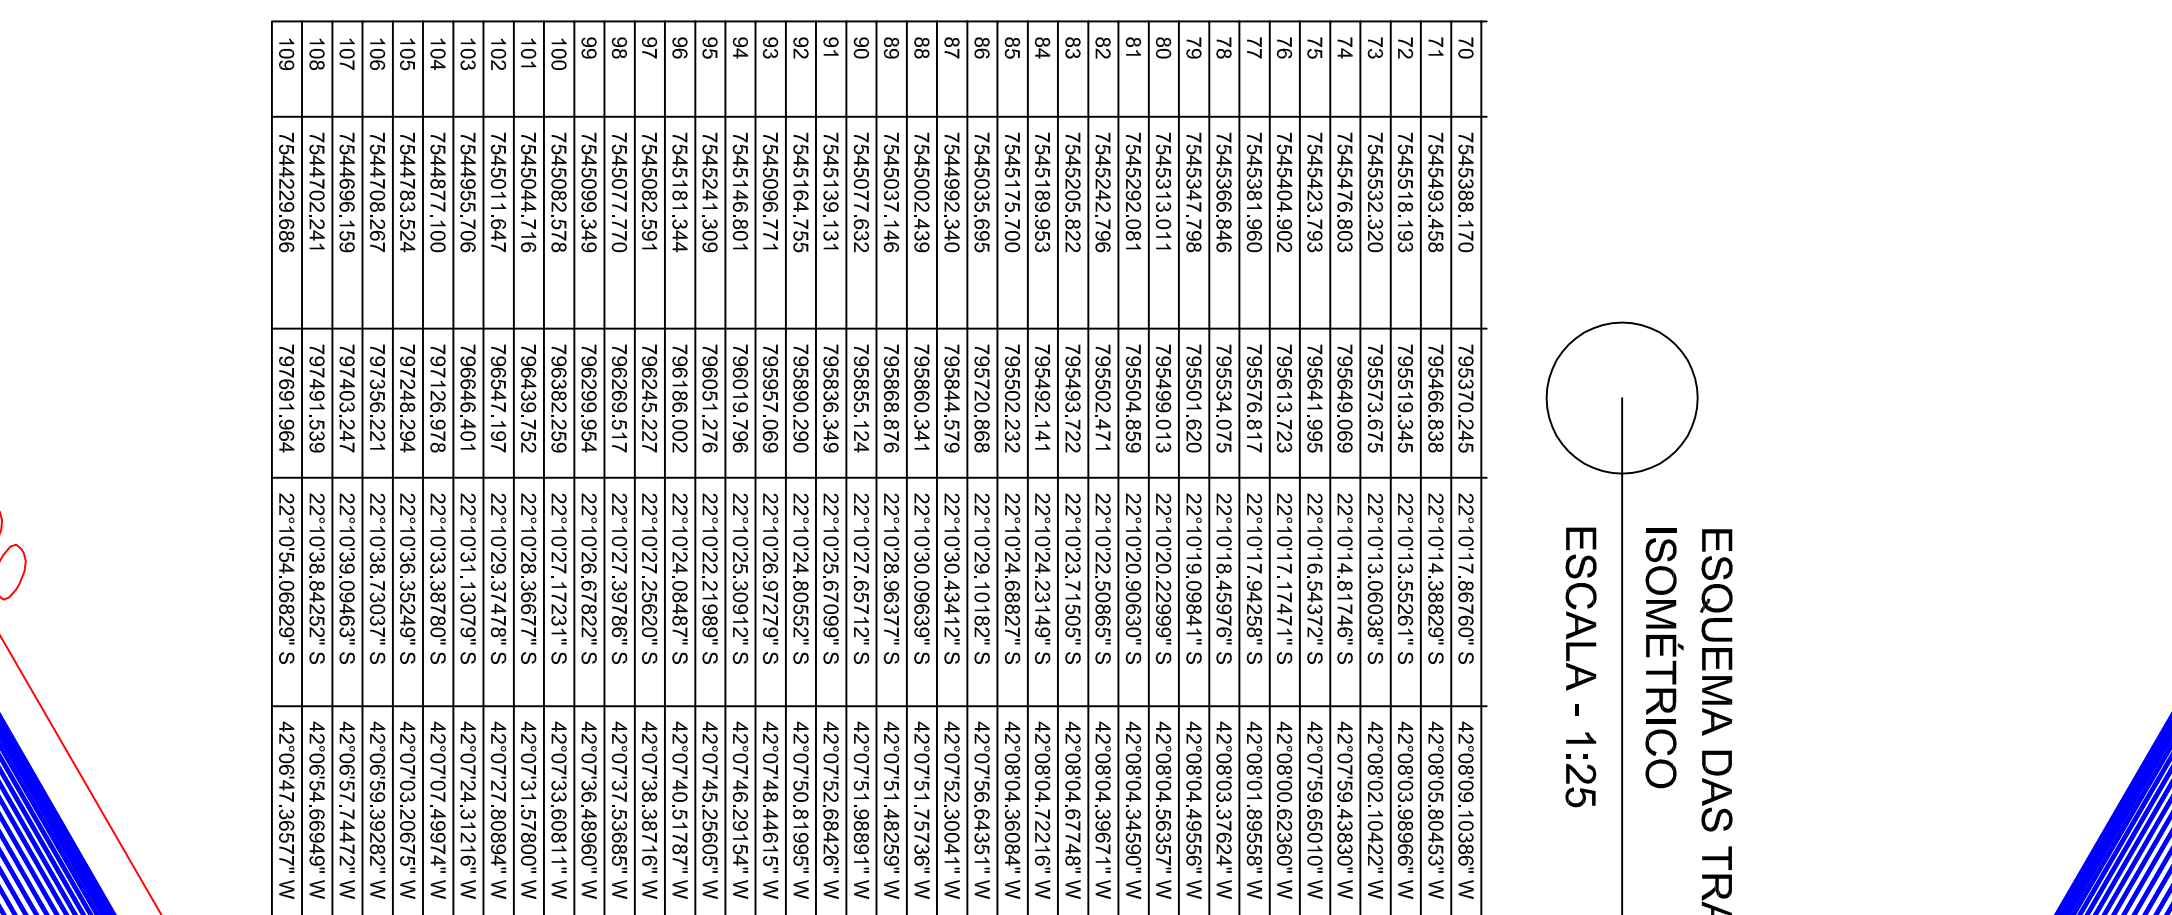 ESQUEMA DAS
ISOMÉTRICO
ESCALA - 1:25
70 7545388.170 795370.245 22°10'17.86760" S 42°08'09.10386" W
71 7545493.458 795466.838 22°10'14.38829" S 42°08'05.80453" W
72 7545518.193 795519.345 22°10'13.55261" S 42°08'03.98966" W
73 7545532.320 795573.675 22°10'13.06038" S 42°08'02.10422" W
74 7545476.803 795649.069 22°10'14.81746" S 42°07'59.43830" W
75 7545423.793 795641.995 22°10'16.54372" S 42°07'59.65010" W
76 7545404.902 795613.723 22°10'17.17471" S 42°08'00.62360" W
77 7545381.960 795576.817 22°10'17.94258" S 42°08'01.89558" W
78 7545366.846 795534.075 22°10'18.45976" S 42°08'03.37624" W
79 7545347.798 795501.620 22°10'19.09841" S 42°08'04.49556" W
80 7545313.011 795499.013 22°10'20.22999" S 42°08'04.56357" W
81 7545292.081 795504.859 22°10'20.90630" S 42°08'04.34590" W
82 7545242.796 795502.471 22°10'22.50865" S 42°08'04.39671" W
83 7545205.822 795493.722 22°10'23.71505" S 42°08'04.67748" W
84 7545189.953 795492.141 22°10'24.23149" S 42°08'04.72216" W
85 7545175.700 795502.232 22°10'24.68827" S 42°08'04.36084" W
86 7545035.695 795720.868 22°10'29.10182" S 42°07'56.64351" W
87 7544992.340 795844.579 22°10'30.43412" S 42°07'52.30041" W
88 7545002.439 795860.341 22°10'30.09639" S 42°07'51.75736" W
89 7545037.146 795868.876 22°10'28.96377" S 42°07'51.48259" W
90 7545077.632 795855.124 22°10'27.65712" S 42°07'51.98891" W
91 7545139.131 795836.349 22°10'25.67099" S 42°07'52.68426" W
92 7545164.755 795890.290 22°10'24.80552" S 42°07'50.81995" W
93 7545096.771 795957.069 22°10'26.97279" S 42°07'48.44615" W
94 7545146.801 796019.796 22°10'25.30912" S 42°07'46.29154" W
95 7545241.309 796051.276 22°10'22.21989" S 42°07'45.25605" W
96 7545181.344 796186.002 22°10'24.08487" S 42°07'40.51787" W
97 7545082.591 796245.227 22°10'27.25620" S 42°07'38.38716" W
98 7545077.770 796269.517 22°10'27.39786" S 42°07'37.53685" W
99 7545099.349 796299.954 22°10'26.67822" S 42°07'36.48960" W
100 7545082.578 796382.259 22°10'27.17231" S 42°07'33.60811" W
101 7545044.716 796439.752 22°10'28.36677" S 42°07'31.57800" W
102 7545011.647 796547.197 22°10'29.37478" S 42°07'27.80894" W
103 7544955.706 796646.401 22°10'31.13079" S 42°07'24.31216" W
104 7544877.100 797126.978 22°10'33.38780" S 42°07'07.49974" W
105 7544783.524 797248.294 22°10'36.35249" S 42°07'03.20675" W
106 7544708.267 797356.221 22°10'38.73037" S 42°06'59.39282" W
107 7544696.159 797403.247 22°10'39.09463" S 42°06'57.74472" W
108 7544702.241 797491.539 22°10'38.84252" S 42°06'54.66949" W
109 7544229.686 797691.964 22°10'54.06829" S 42°06'47.36577" W